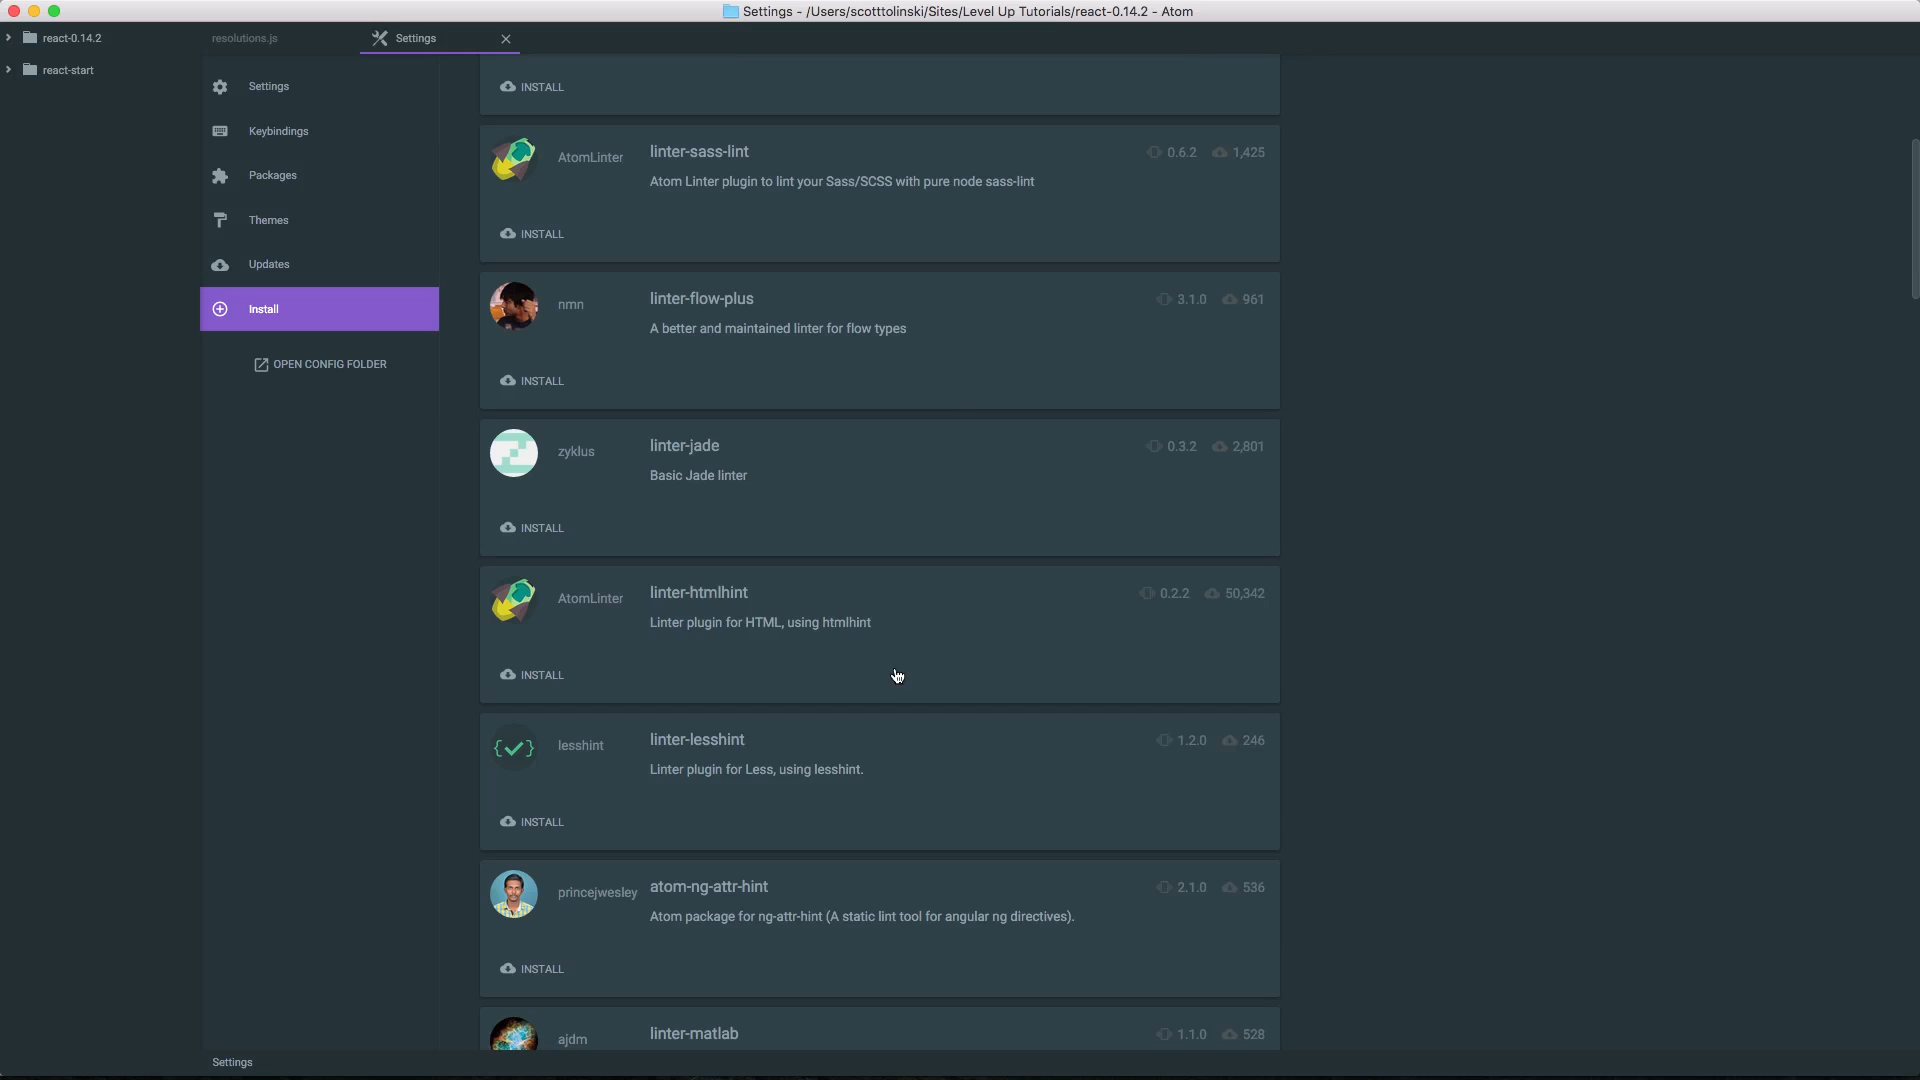 Settings - /Users/scotttolinski/Sites/Level Up Tutorials/react-0.14.2 - Atom
react-0.14.2
react-start
resolutions.js
Settings
Settings
Keybindings
Packages
Themes
Updates
Install
OPEN CONFIG FOLDER
INSTALL
AtomLinter
linter-sass-lint
0.6.2
1,425
Atom Linter plugin to lint your Sass/SCSS with pure node sass-lint
INSTALL
nmn
linter-flow-plus
3.1.0
961
A better and maintained linter for flow types
INSTALL
zyklus
linter-jade
0.3.2
2,801
Basic Jade linter
INSTALL
AtomLinter
linter-htmlhint
0.2.2
50,342
Linter plugin for HTML, using htmlhint
INSTALL
lesshint
linter-lesshint
1.2.0
246
Linter plugin for Less, using lesshint.
INSTALL
princejwesley
atom-ng-attr-hint
2.1.0
536
Atom package for ng-attr-hint (A static lint tool for angular ng directives).
INSTALL
ajdm
linter-matlab
1.1.0
528
Settings